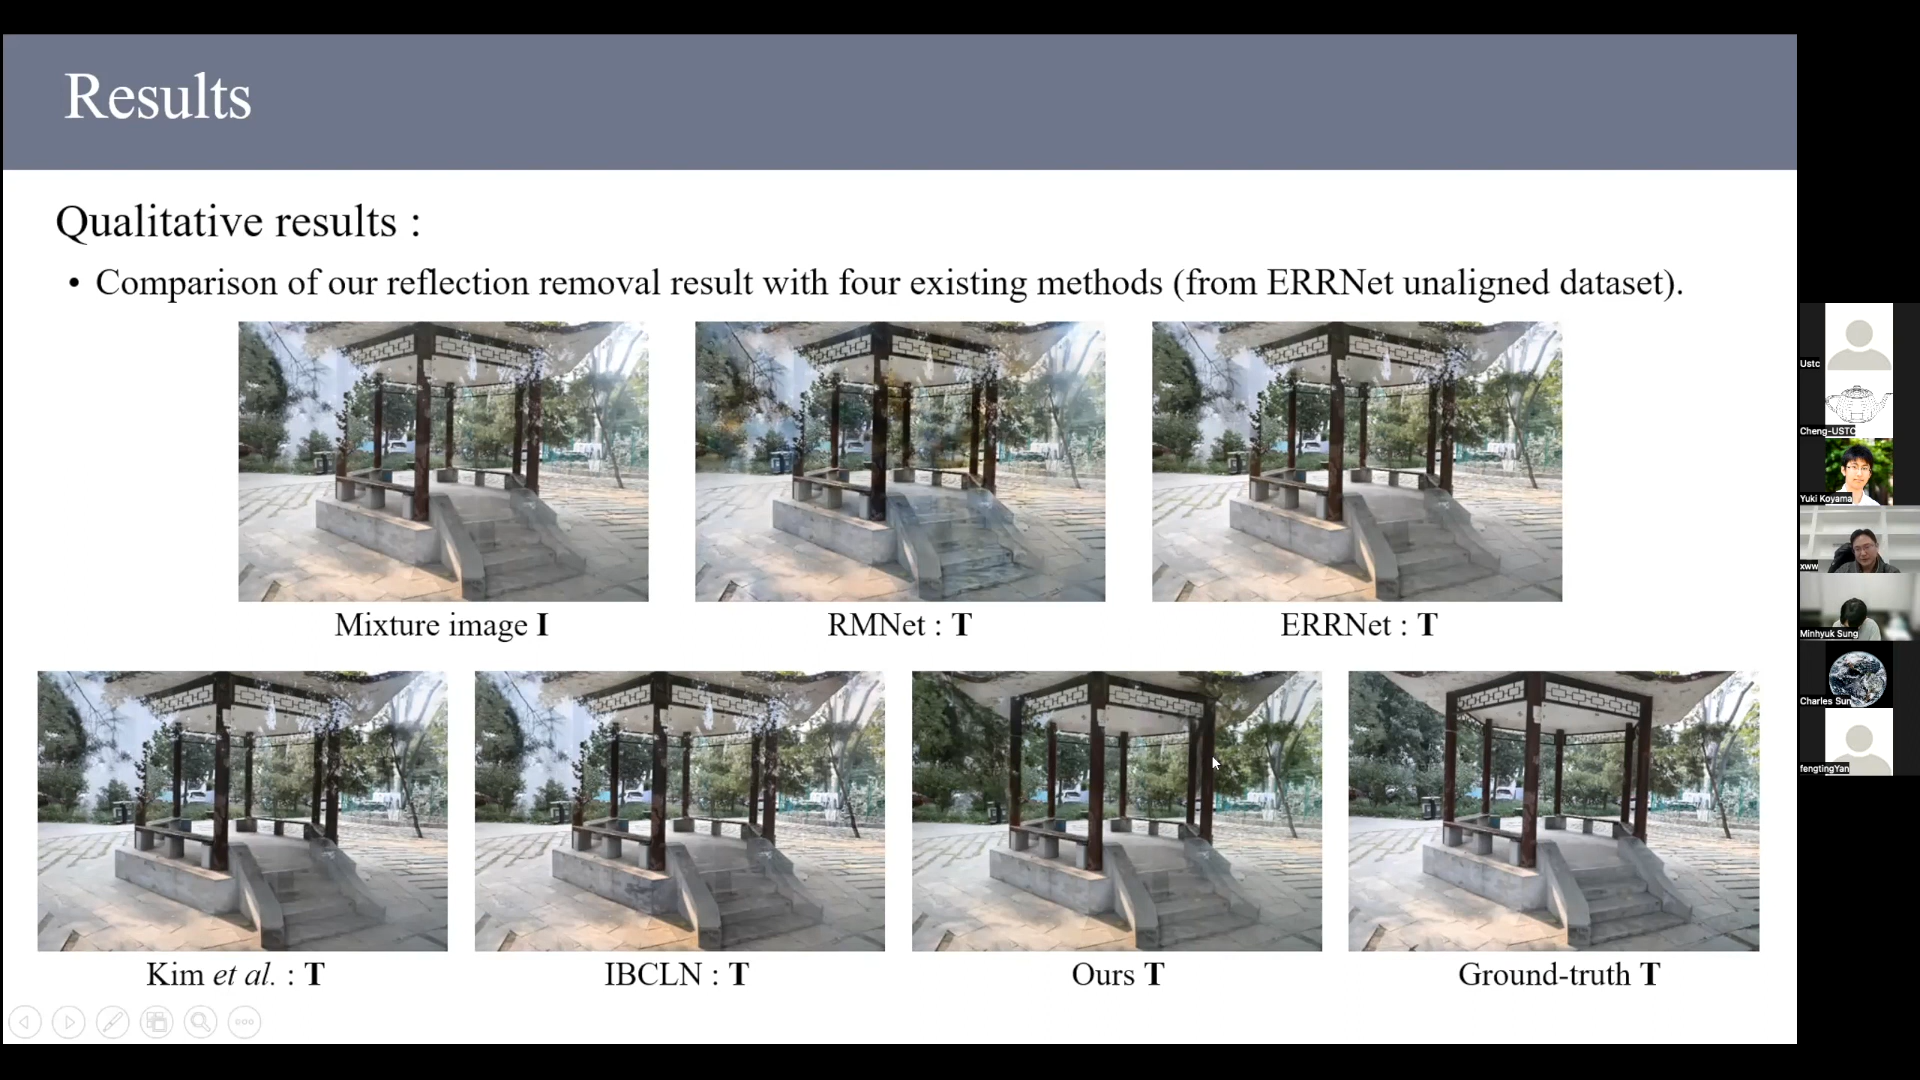 Results
Qualitative results :
• Comparison of our reflection removal result with four existing methods (from ERRNet unaligned dataset).
Mixture image I
RMNet : T
ERRNet : T
Kim et al. : T
IBCLN : T
Ours T
Ground-truth T
Ustc
Cheng-USTC
Yuki Koyama
xww
Minhyuk Sung
Charles Sun
fengtingYan